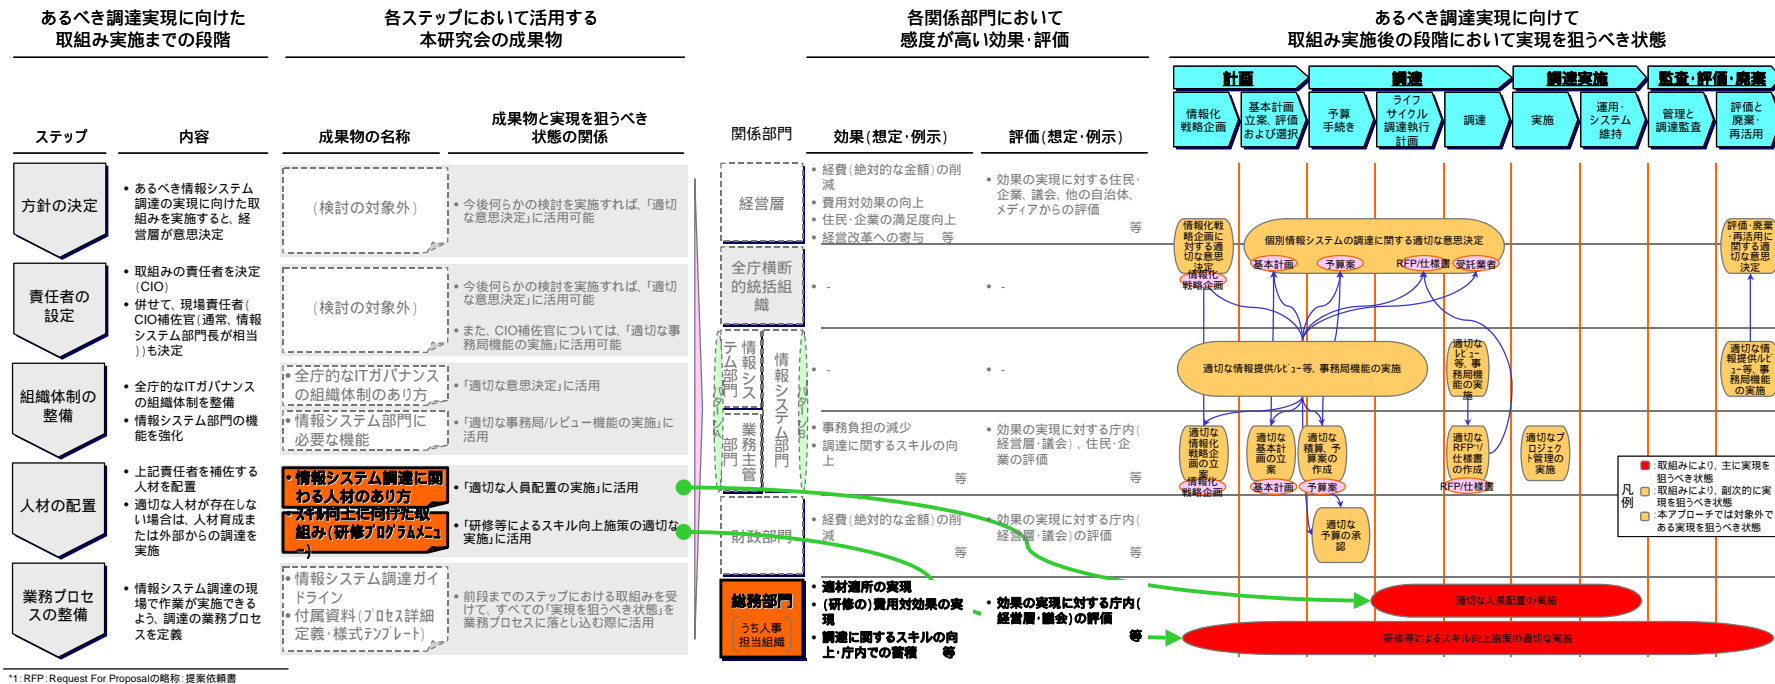 あるべき調達実現に向けた
取組み実施までの段階
各ステップにおいて活用する
本研究会の成果物
各関係部門において
感度が高い効果・評価
あるべき調達実現に向けて
取組み実施後の段階において実現を狙うべき状態
ステップ
内容
成果物の名称
成果物と実現を狙うべき
状態の関係
関係部門
効果(想定・例示)
評価(想定・例示)
計画
調達
調達実施
監査・評価・廃棄
情報化
戦略企画
基本計画
立案、評価
および選択
予算
手続き
ライフ
サイクル
調達執行
計画
調達
実施
運用・
システム
維持
管理と
調達監査
評価と
廃棄・
再活用
方針の決定
• あるべき情報システム
調達の実現に向けた取
組みを実施すると、経
営層が意思決定
(検討の対象外)
• 今後何らかの検討を実施すれば、「適切
な意思決定」に活用可能
責任者の
設定
• 取組みの責任者を決定
(CIO)
• 併せて、現場責任者(
CIO補佐官(通常、情報
システム部門長が相当
))も決定
(検討の対象外)
• 今後何らかの検討を実施すれば、「適切
な意思決定」に活用可能
• また、CIO補佐官については、「適切な事
務局機能の実施」に活用可能
組織体制の
整備
• 全庁的なITガバナンス
の組織体制を整備
• 情報システム部門の機
能を強化
• 全庁的なITガバナンス
の組織体制のあり方
• 「適切な意思決定」に活用
• 情報システム部門に
必要な機能
• 「適切な事務局/レビュー機能の実施」に
活用
人材の配置
• 上記責任者を補佐する
人材を配置
• 適切な人材が存在しな
い場合は、人材育成ま
たは外部からの調達を
実施
• 情報システム調達に関
わる人材のあり方
• 「適切な人員配置の実施」に活用
• スキル向上に向けた取
組み(研修プログラムメニュ
ー)
• 「研修等によるスキル向上施策の適切な
実施」に活用
業務プロセ
スの整備
• 情報システム調達の現
場で作業が実施できる
よう、調達の業務プロセ
スを定義
• 情報システム調達ガイ
ドライン
• 付属資料(プロセス詳細
定義・様式テンプレート)
• 前段までのステップにおける取組みを受
けて、すべての「実現を狙うべき状態」を
業務プロセスに落とし込む際に活用
経営層
• 経費(絶対的な金額)の削
減
• 費用対効果の向上
• 住民・企業の満足度向上
• 経営改革への寄与 等
• 効果の実現に対する住民・
企業、議会、他の自治体、
メディアからの評価
等
全庁横断
的統括組
織
• -
• -
情報シス
テム部門
情報システム部門
• -
• -
業務主管
部門
• 事務負担の減少
• 調達に関するスキルの向
上
等
• 効果の実現に対する庁内(
経営層・議会)、住民・企
業の評価
等
財政部門
• 経費(絶対的な金額)の削
減
等
• 効果の実現に対する庁内(
経営層・議会)の評価
等
総務部門
うち人事
担当組織
• 適材適所の実現
• (研修の)費用対効果の実
現
• 調達に関するスキルの向
上・庁内での蓄積 等
• 効果の実現に対する庁内(
経営層・議会)の評価
等
情報化戦
略企画に
対する適
切な意思
決定
情報化
戦略企画
個別情報システムの調達に関する適切な意思決定
基本計画
予算案
RFP/仕様書
受託業者
評価・廃棄
・再活用に
関する適
切な意思
決定
適切な情報提供/レビュー等、事務局機能の実施
適切な
レビュー
等、事
務局機
能の実
施
適切な情
報提供/レビ
ュー等、事
務局機能
の実施
適切な
情報化
戦略企
画の立
案
情報化
戦略企画
適切な
基本計
画の立
案
基本計画
適切な
積算、予
算案の
作成
予算案
適切な
RFP*1/
仕様書
の作成
RFP/仕様書
適切なプ
ロジェク
ト管理の
実施
適切な
予算の承
認
適切な人員配置の実施
研修等によるスキル向上施策の適切な実施
凡例
:取組みにより、主に実現を
狙うべき状態
:取組みにより、副次的に実
現を狙うべき状態
:本アプローチでは対象外で
ある実現を狙うべき状態
*1:RFP:Request For Proposalの略称:提案依頼書